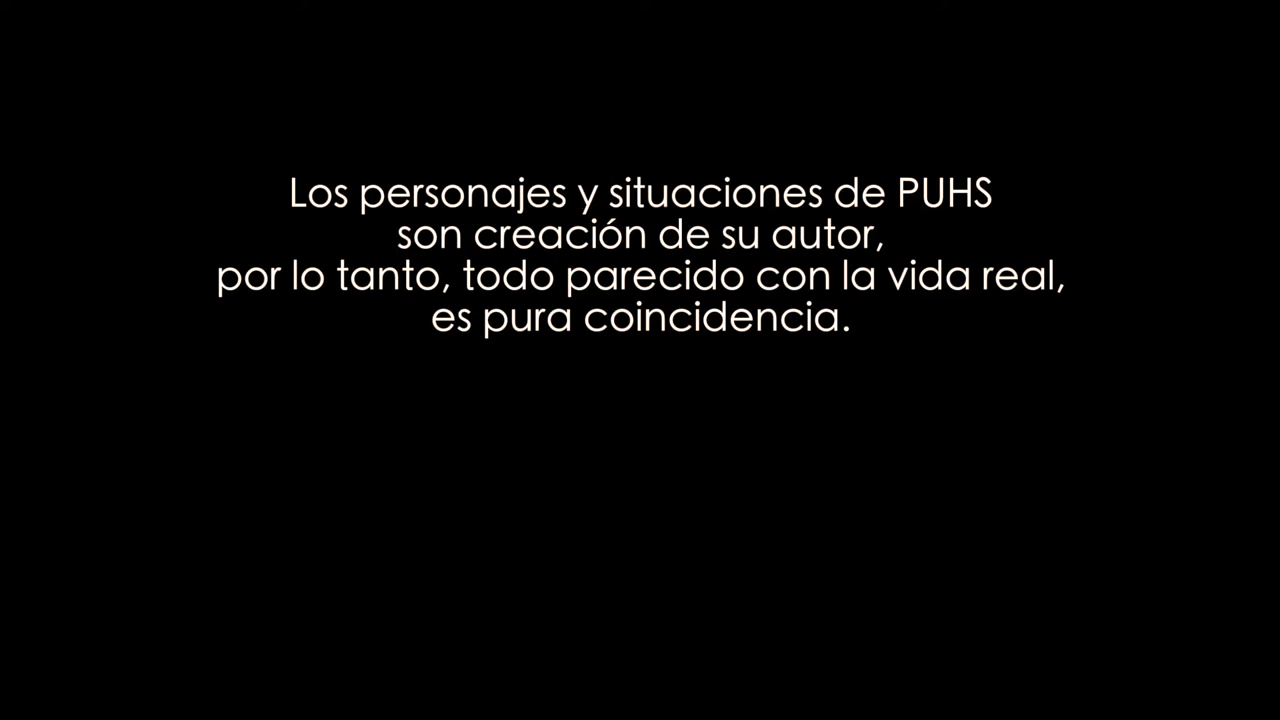 Los personajes y situaciones de PUHS
son creación de su autor,
por lo tanto, todo parecido con la vida real,
es pura coincidencia.